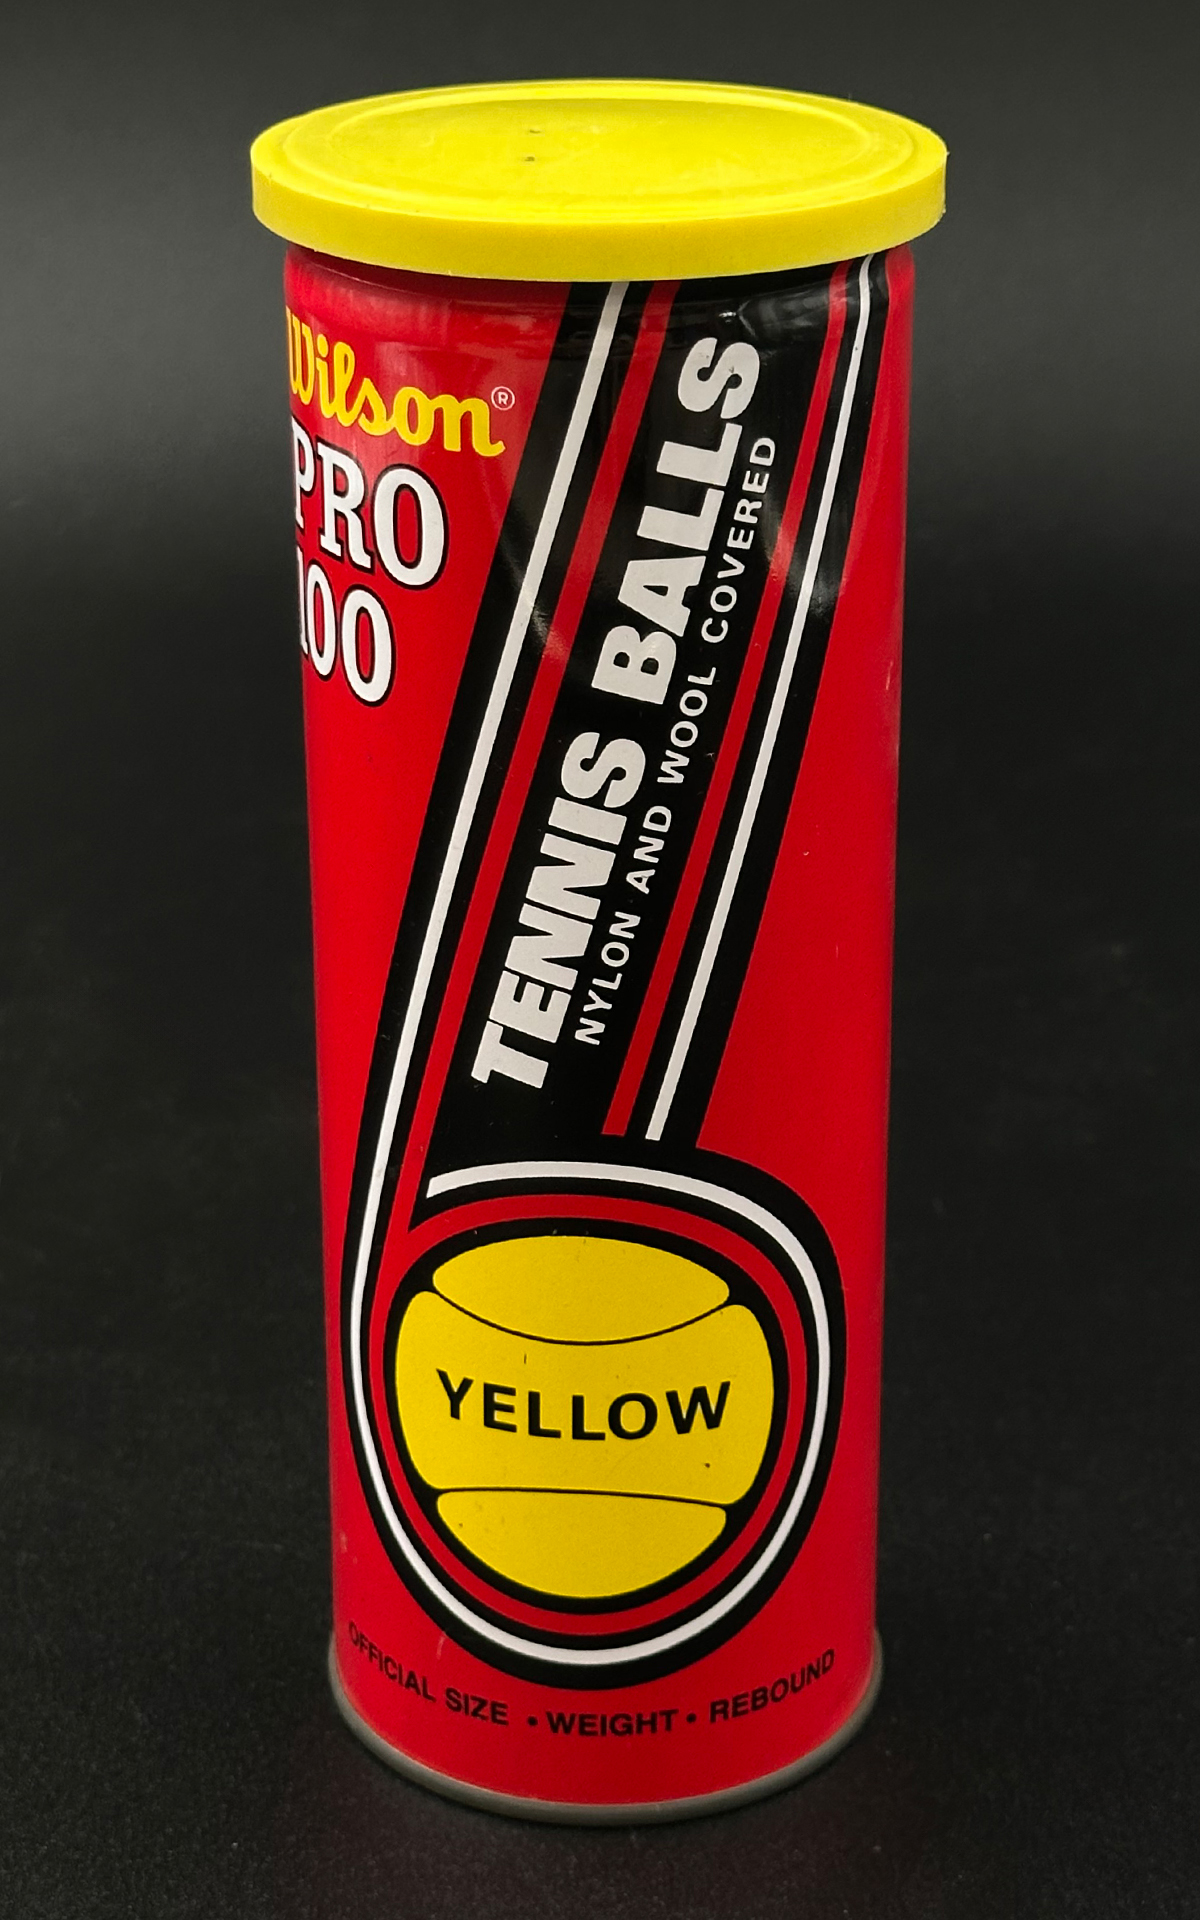 Wilson®
PRO
100
TENNIS BALLS
NYLON AND WOOL COVERED
YELLOW
OFFICIAL SIZE • WEIGHT • REBOUND